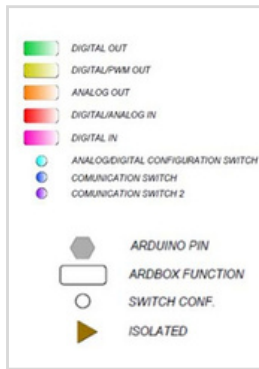 DIGITAL OUT
DIGITAL/PWM OUT
ANALOG OUT
DIGITAL/ANALOG IN
DIGITAL IN
ANALOG/DIGITAL CONFIGURATION SWITCH
COMUNICATION SWITCH
COMUNICATION SWITCH 2
ARDUINO PIN
ARDBOX FUNCTION
SWITCH CONF.
ISOLATED